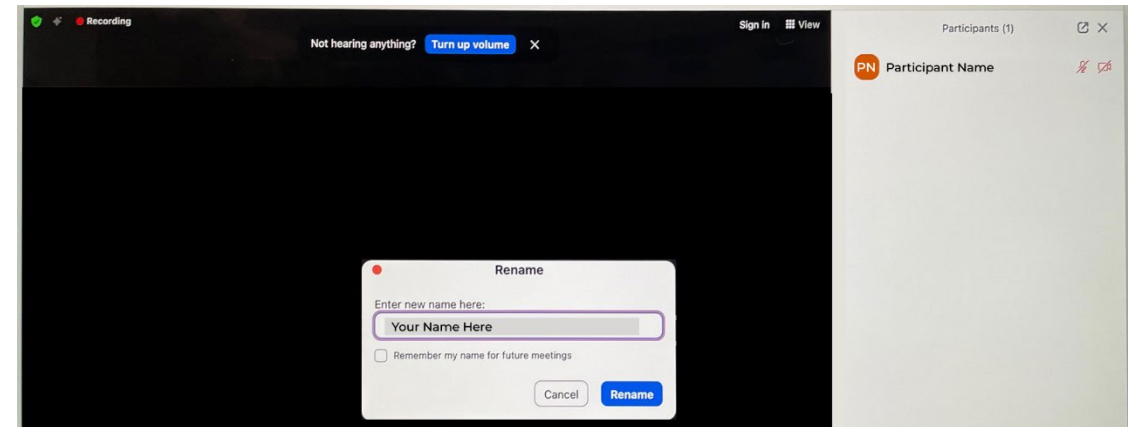 Recording
Sign in View
Not hearing anything? Turn up volume
Participants (1)
PN Participant Name
Rename
Enter new name here:
Your Name Here
Remember my name for future meetings
Cancel Rename